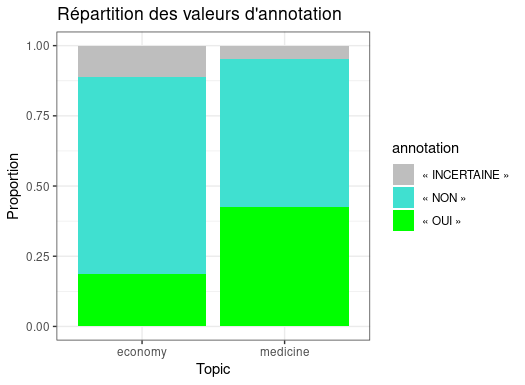 Répartition des valeurs d'annotation
1.00
0.75
0.50
0.25
0.00
Proportion
economy
medicine
Topic
annotation
« INCERTAINE »
« NON »
« OUI »